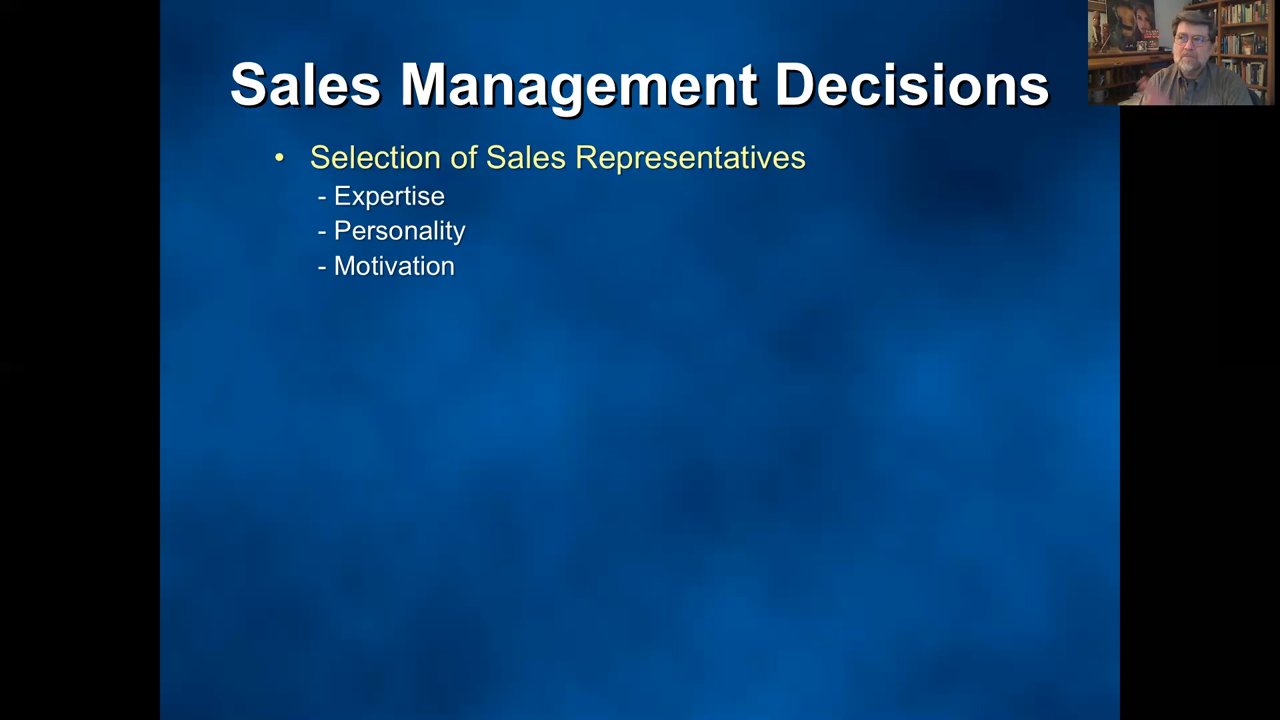 Sales Management Decisions
• Selection of Sales Representatives
- Expertise
- Personality
- Motivation